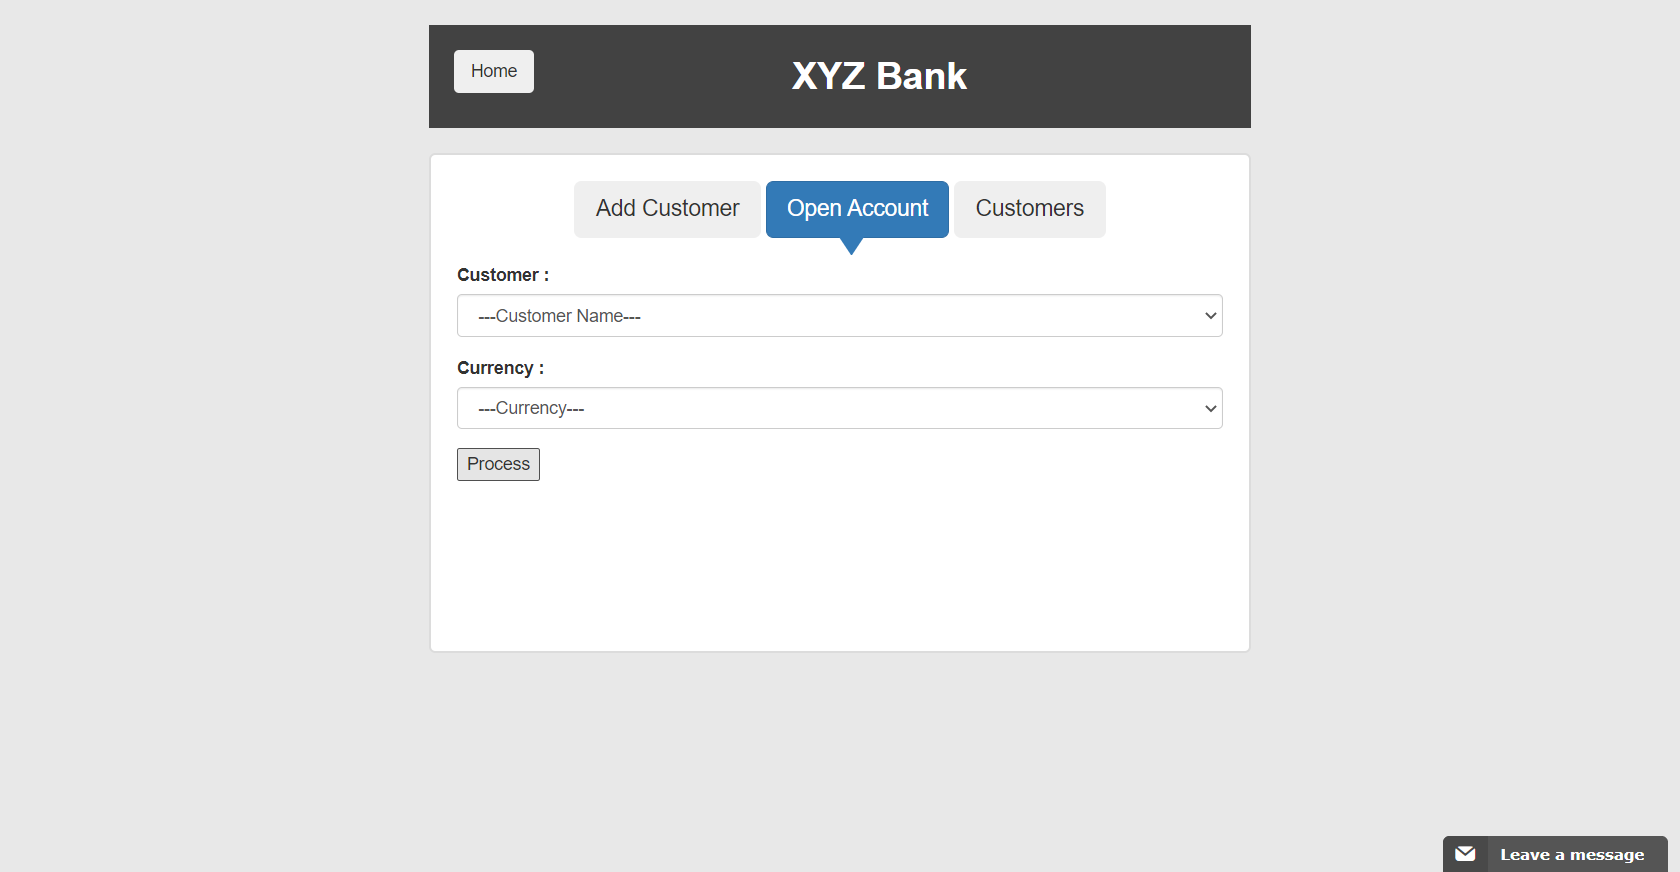 Home
XYZ Bank
Add Customer
Open Account
Customers
Customer :
---Customer Name---
Currency :
---Currency---
Process
Leave a message